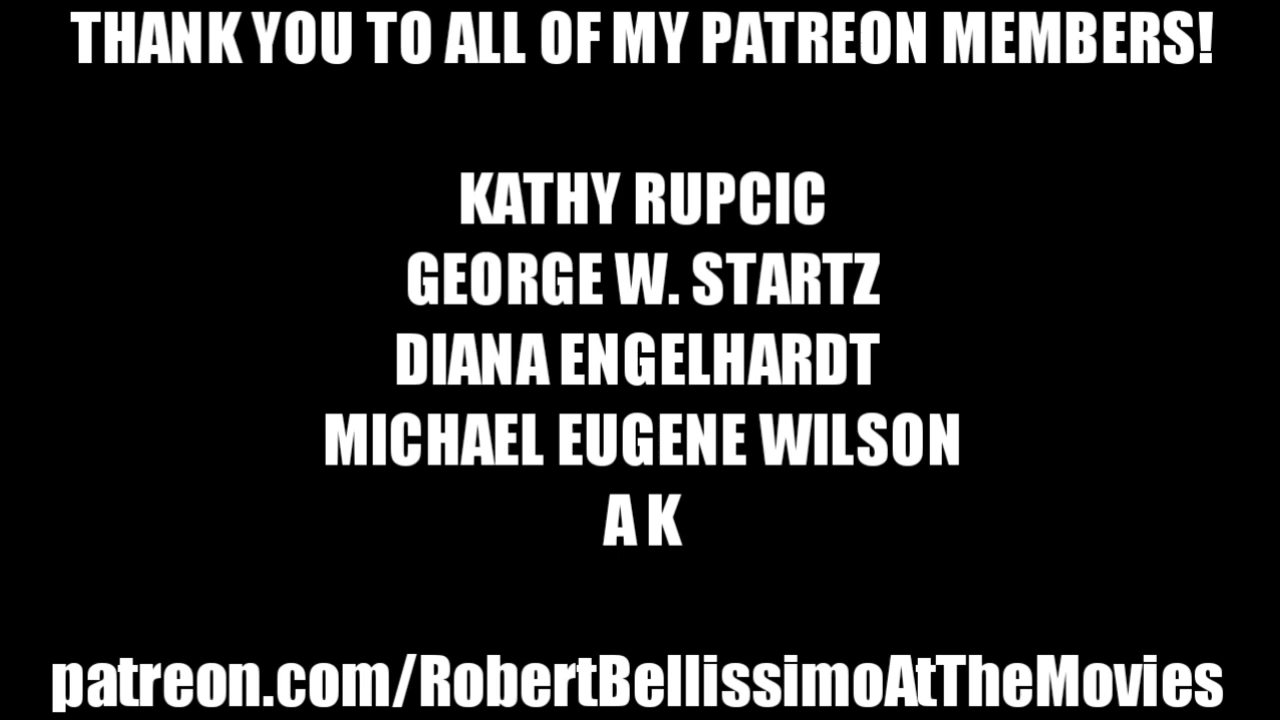 THANK YOU TO ALL OF MY PATREON MEMBERS!
KATHY RUPCIC
GEORGE W. STARTZ
DIANA ENGELHARDT
MICHAEL EUGENE WILSON
A K
patreon.com/RobertBellissimoAtTheMovies